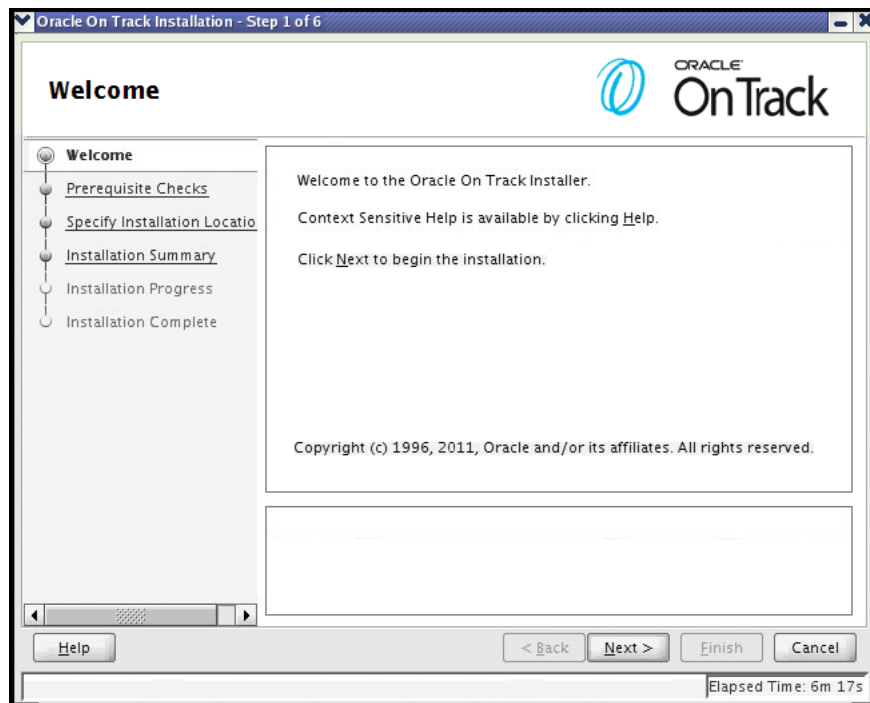 Oracle On Track Installation - Step 1 of 6
Welcome
ORACLE
OnTrack
Welcome
Prerequisite Checks
Specify Installation Locatio
Installation Summary
Installation Progress
Installation Complete
Welcome to the Oracle On Track Installer.
Context Sensitive Help is available by clicking Help.
Click Next to begin the installation.
Copyright (c) 1996, 2011, Oracle and/or its affiliates. All rights reserved.
Help
< Back
Next >
Finish
Cancel
Elapsed Time: 6m 17s